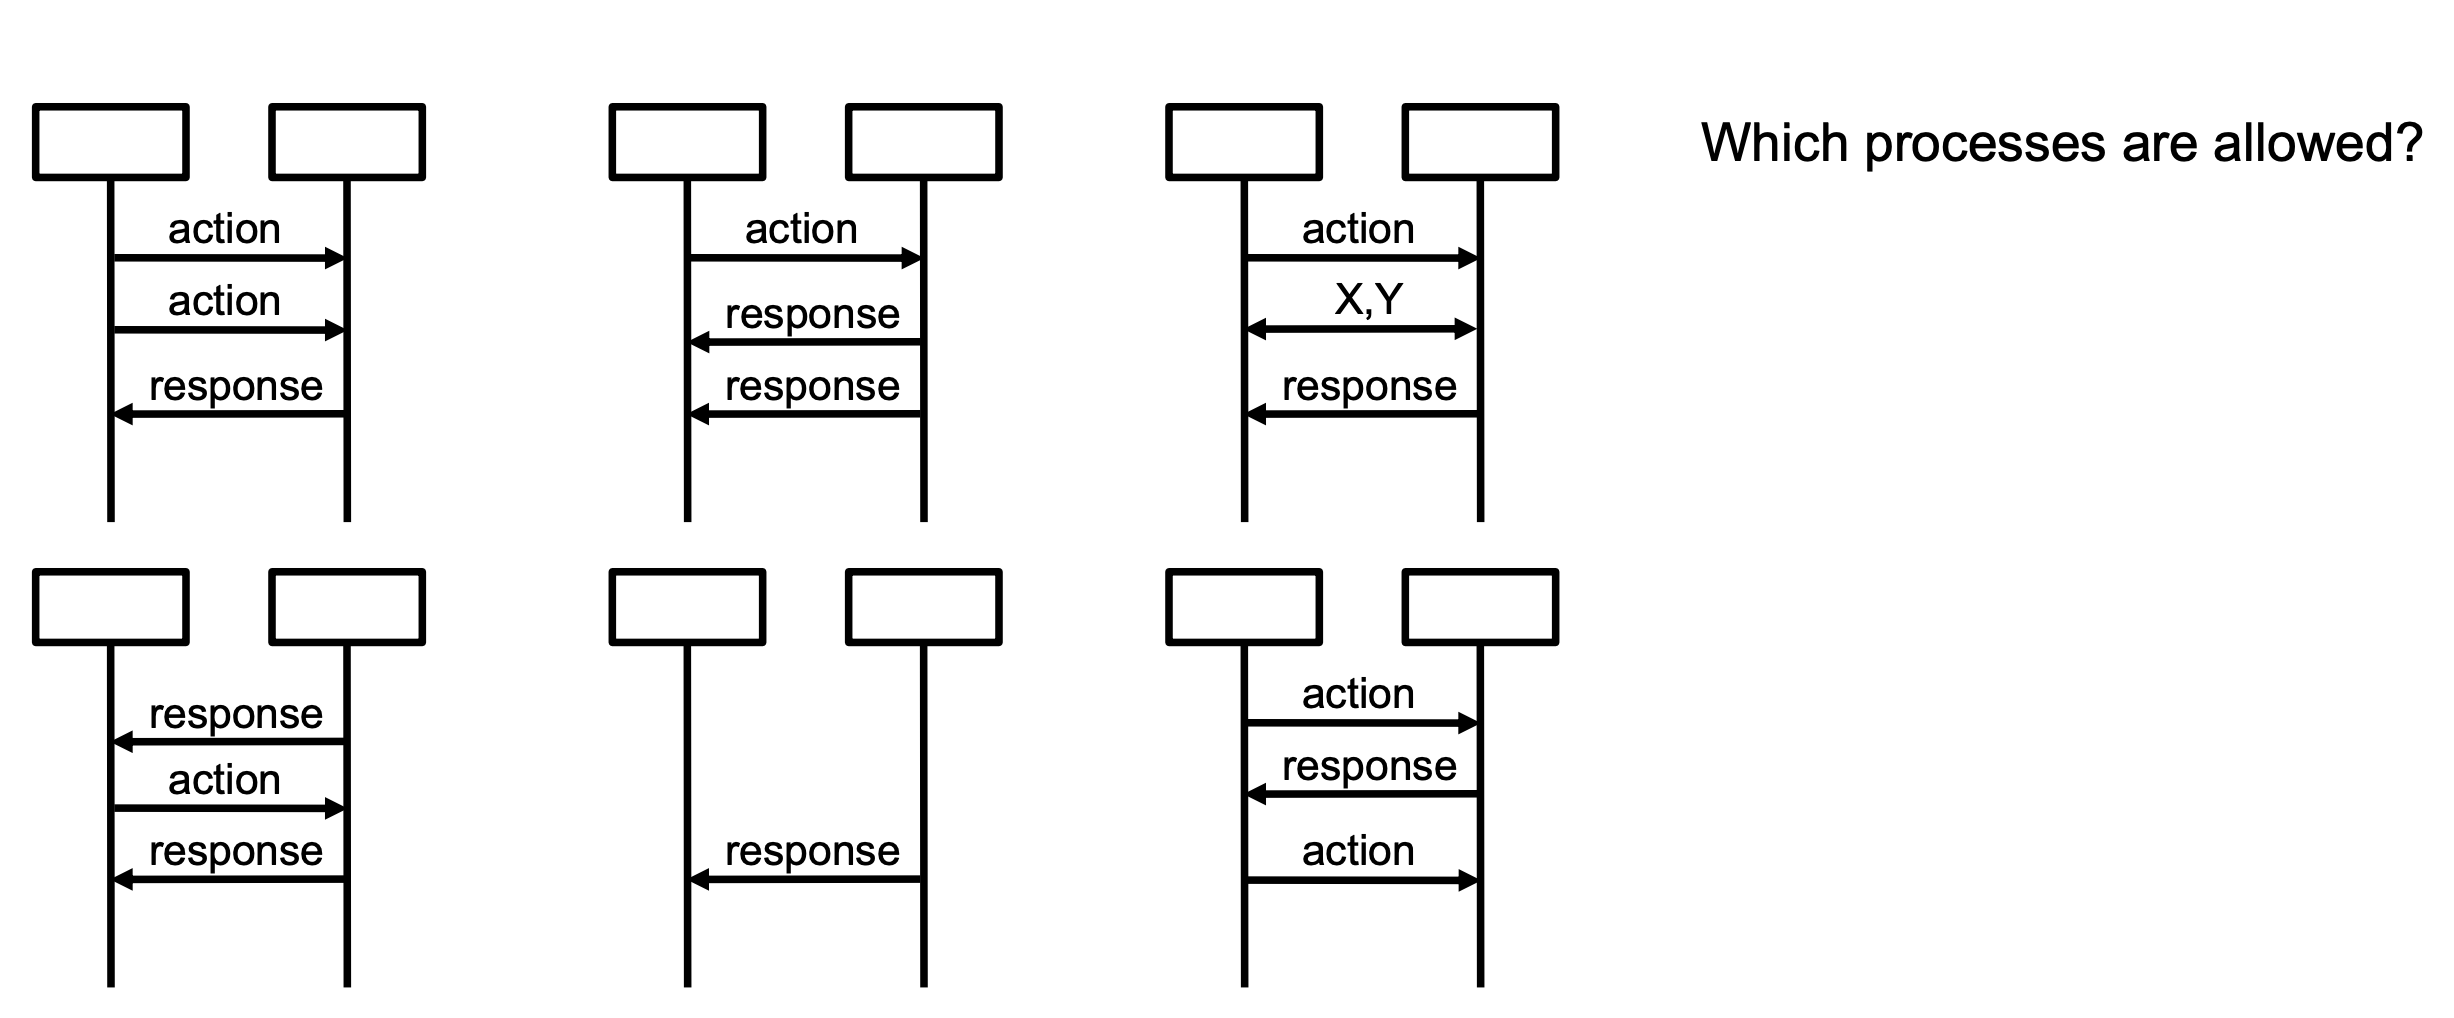 Which processes are allowed?
action
action
response
action
response
response
action
X,Y
response
response
action
response
response
action
response
action